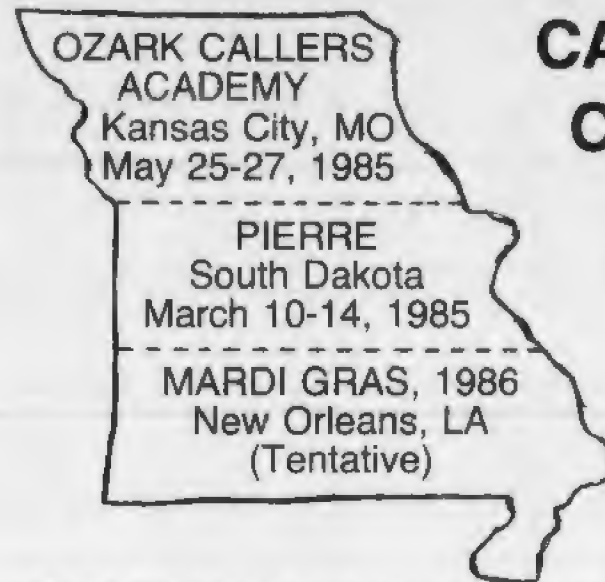 OZARK CALLERS
ACADEMY
Kansas City, MO
May 25-27, 1985
PIERRE
South Dakota
March 10-14, 1985
MARDI GRAS, 1986
New Orleans, LA
(Tentative)